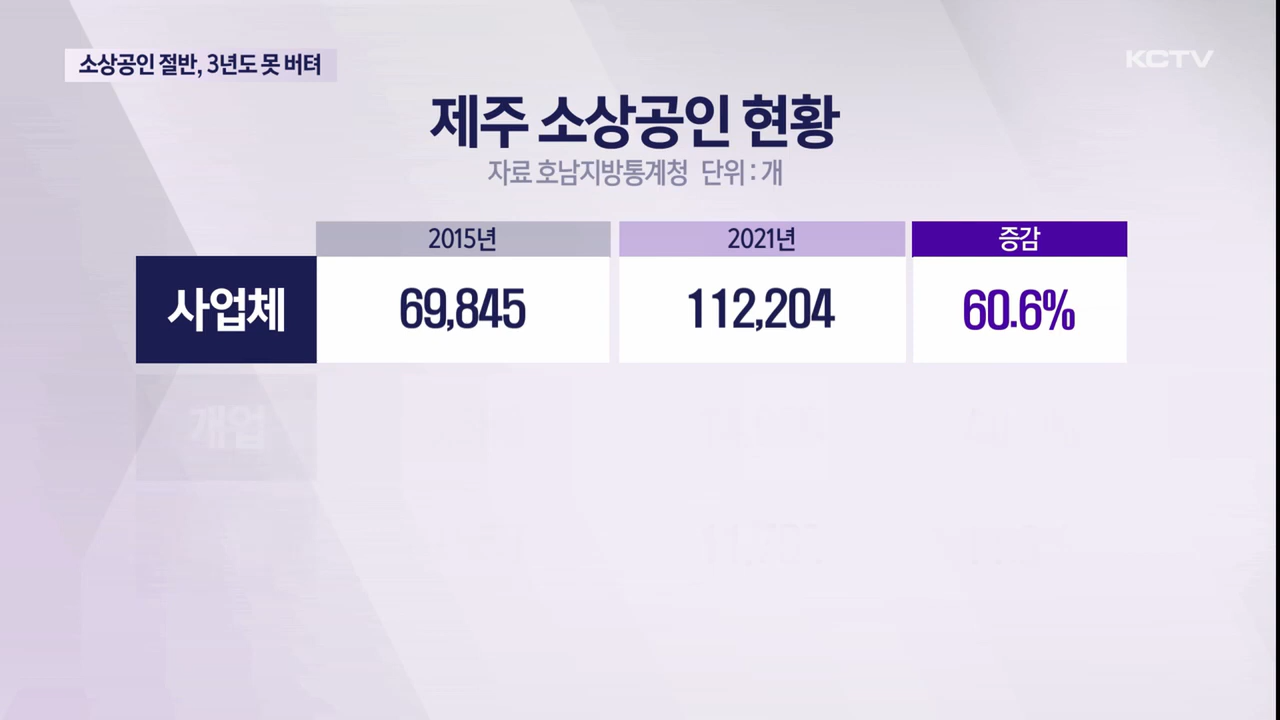 소상공인 절반, 3년도 못 버텨
KCTV
제주 소상공인 현황
자료 호남지방통계청 단위 : 개
2015년 2021년 증감
사업체 69,845 112,204 60.6%
개업